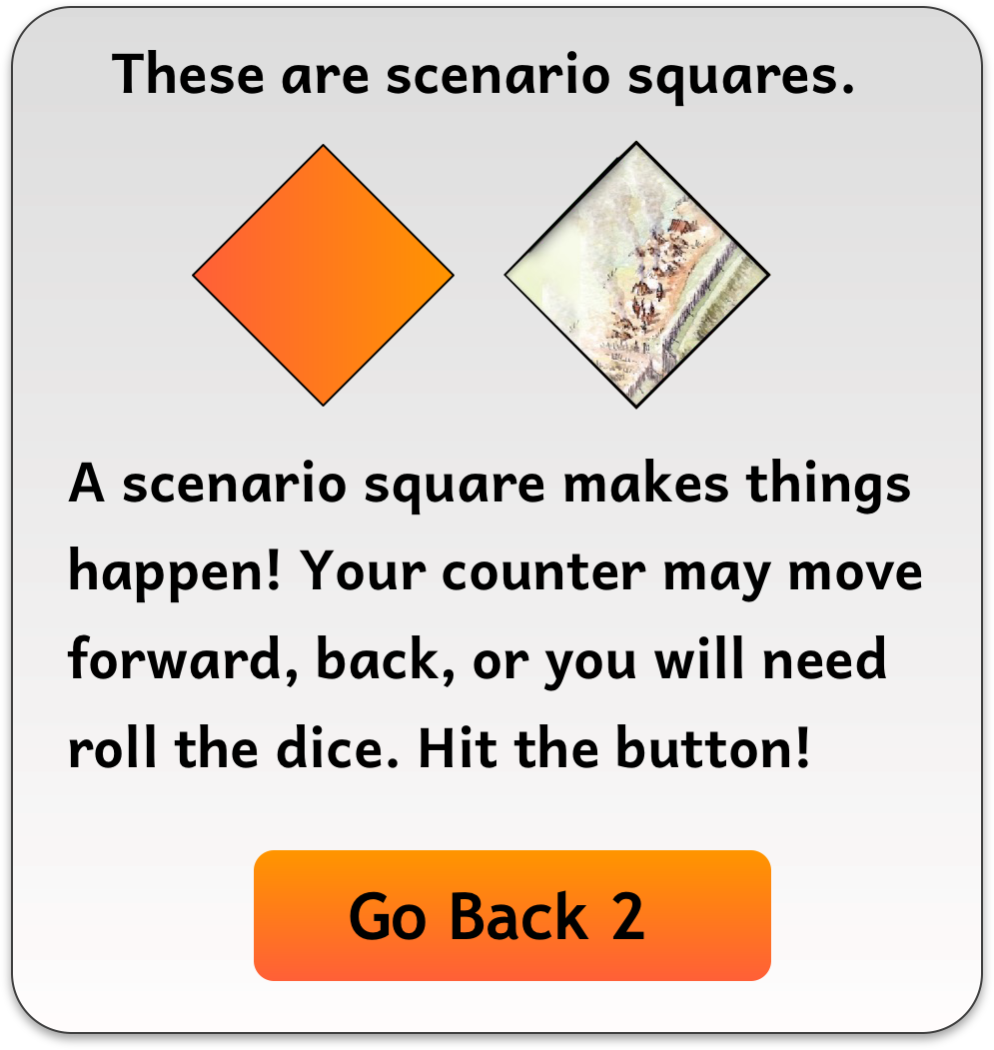 These are scenario squares.
A scenario square makes things
happen! Your counter may move
forward, back, or you will need
roll the dice. Hit the button!
Go Back 2